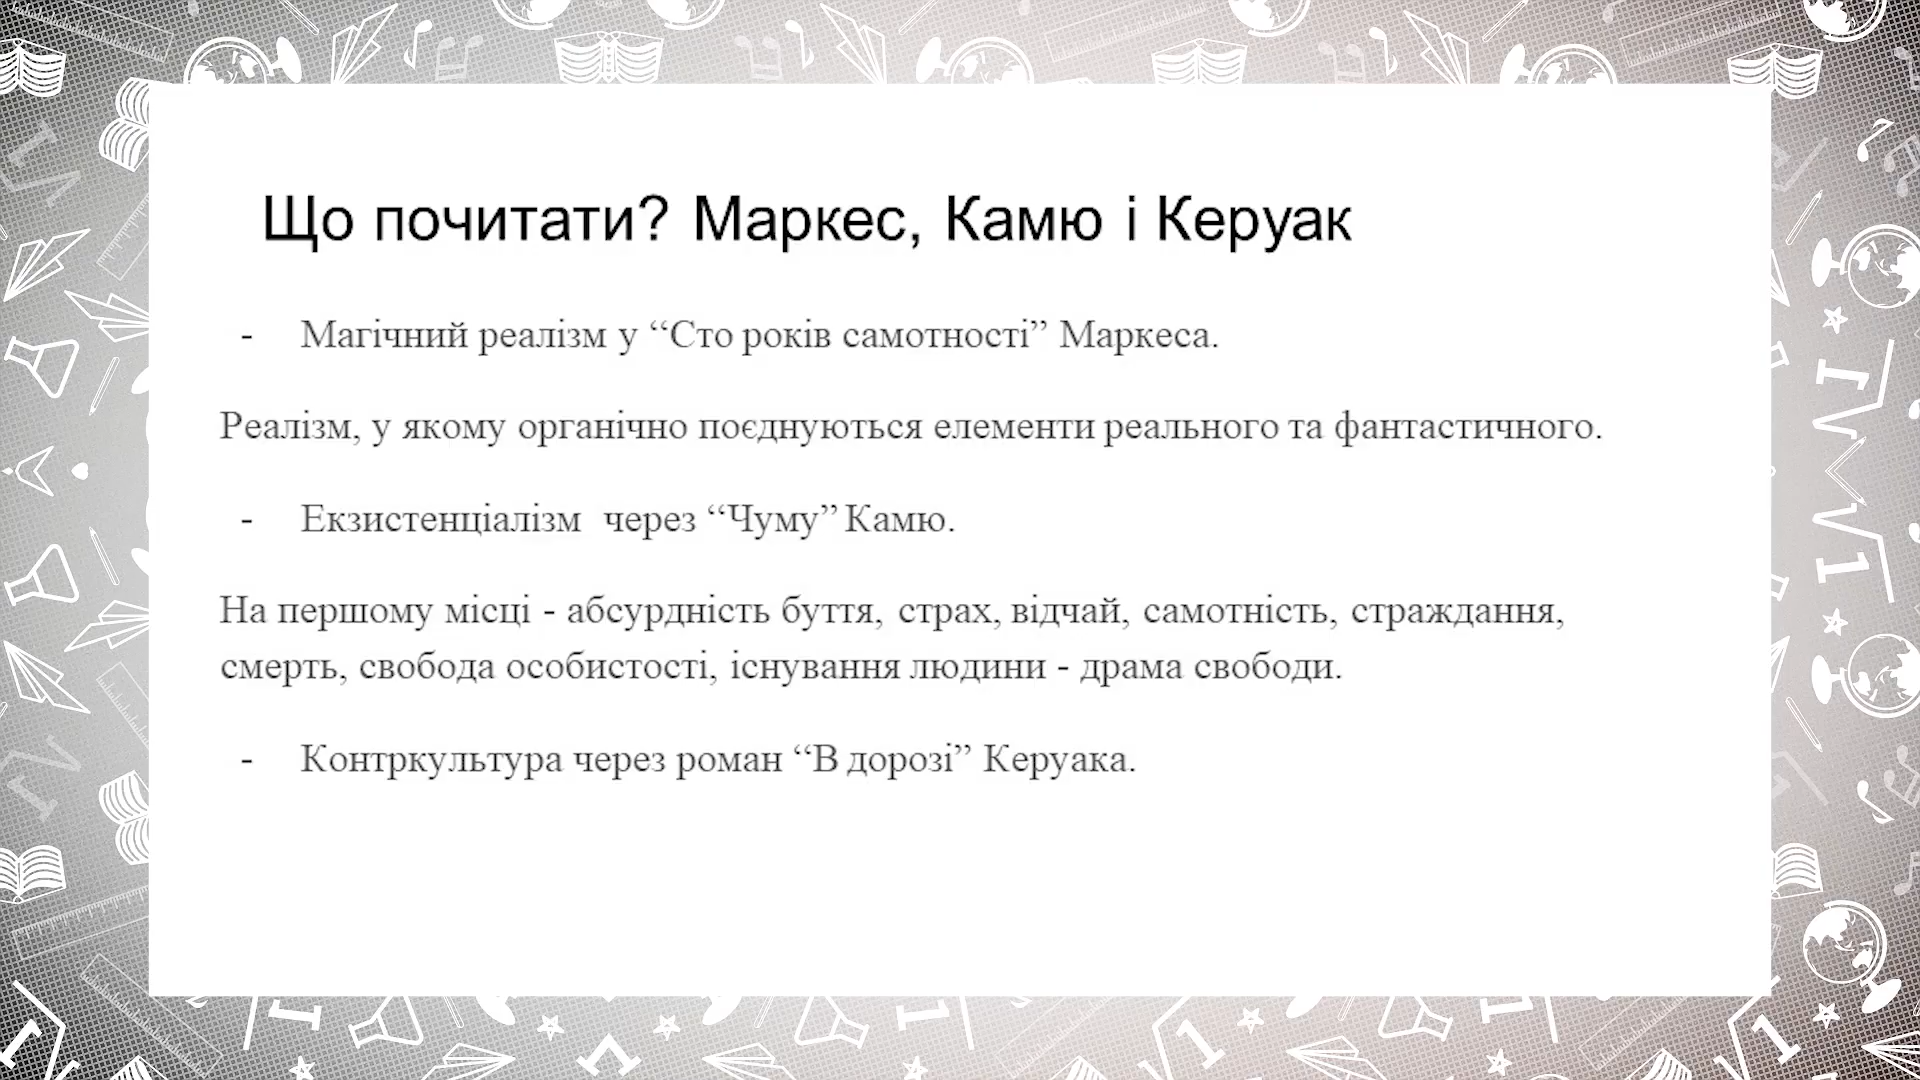 Що почитати? Маркес, Камю і Керуак
- Магічний реалізм у “Сто років самотності” Маркеса.
Реалізм, у якому органічно поєднуються елементи реального та фантастичного.
- Екзистенціалізм через “Чуму” Камю.
На першому місці - абсурдність буття, страх, відчай, самотність, страждання,
смерть, свобода особистості, існування людини - драма свободи.
- Контркультура через роман “В дорозі” Керуака.